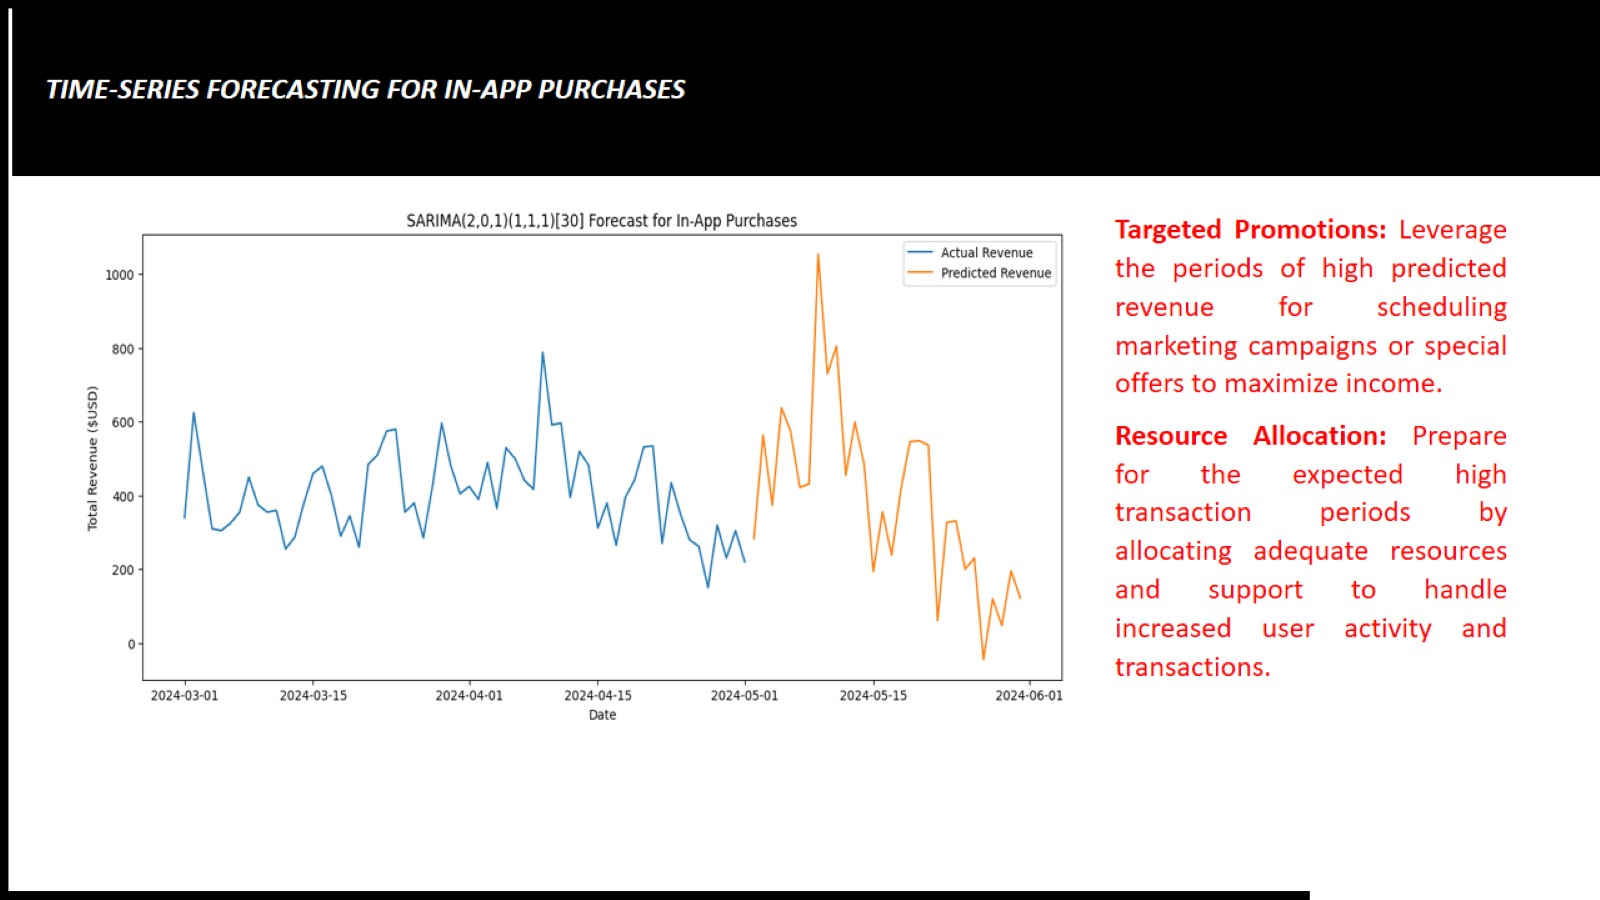 TIME-SERIES FORECASTING FOR IN-APP PURCHASES
SARIMA(2,0,1)(1,1,1)[30] Forecast for In-App Purchases
Actual Revenue
Predicted Revenue
Total Revenue ($USD)
1000
800
600
400
200
0
2024-03-01 2024-03-15 2024-04-01 2024-04-15 2024-05-01 2024-05-15 2024-06-01
Date
Targeted Promotions: Leverage
the periods of high predicted
revenue for scheduling
marketing campaigns or special
offers to maximize income.
Resource Allocation: Prepare
for the expected high
transaction periods by
allocating adequate resources
and support to handle
increased user activity and
transactions.